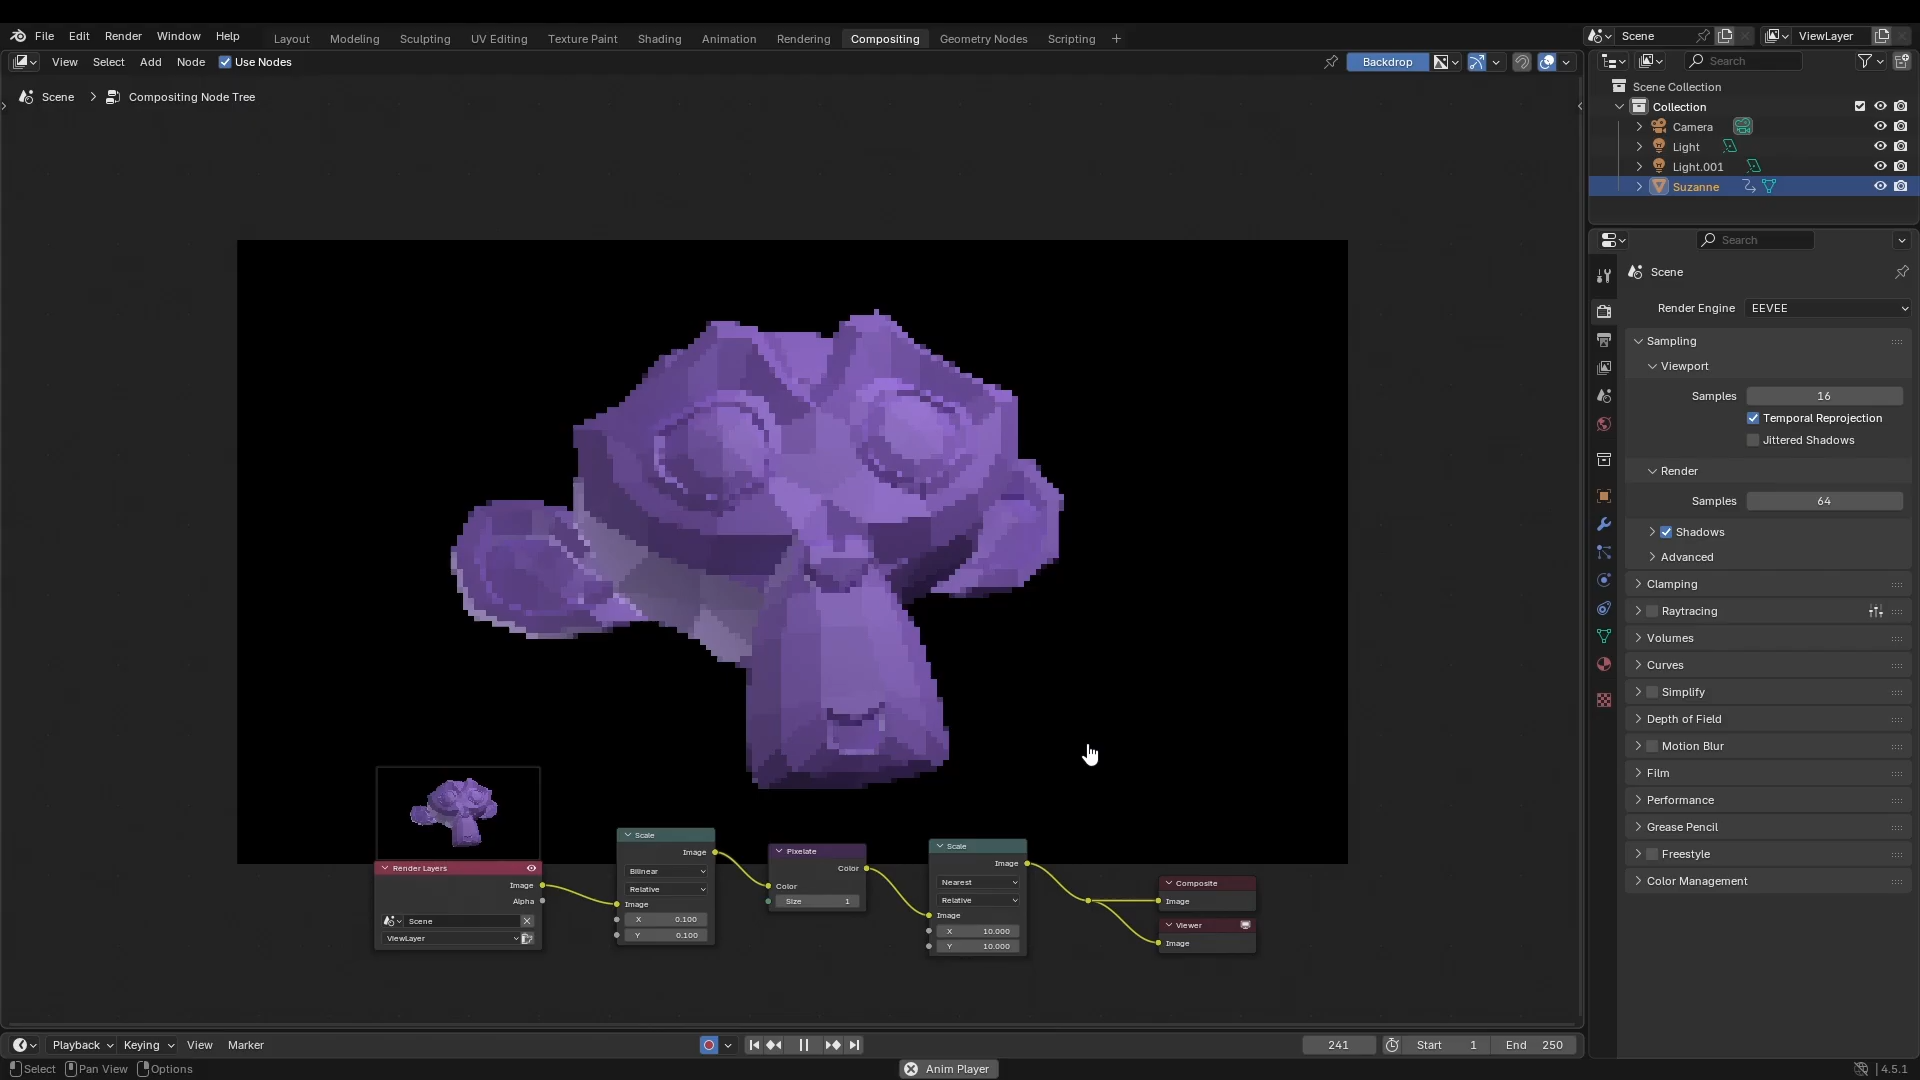 File Edit Render Window Help Layout Modeling Sculpting UV Editing Texture Paint Shading Animation Rendering Compositing Geometry Nodes Scripting + Scene ViewLayer
View Select Add Node Use Nodes Backdrop Search
Scene > Compositing Node Tree
Scene Collection
Collection
Camera
Light
Light.001
Suzanne
Search
Scene
Render Engine EEVEE
Sampling
Viewport
Samples 16
Temporal Reprojection
Jittered Shadows
Render
Samples 64
Shadows
Advanced
Clamping
Raytracing
Volumes
Curves
Simplify
Depth of Field
Motion Blur
Film
Performance
Grease Pencil
Freestyle
Color Management
Render Layers
Image
Alpha
Scene
ViewLayer
Scale
Image
Bilinear
Relative
Image
X 0.100
Y 0.100
Pixelate
Color
Color
Size 1
Scale
Image
Nearest
Relative
Image
X 10.000
Y 10.000
Composite
Image
Viewer
Image
Playback Keying View Marker 241 Start 1 End 250
Select Pan View Options Anim Player 4.5.1